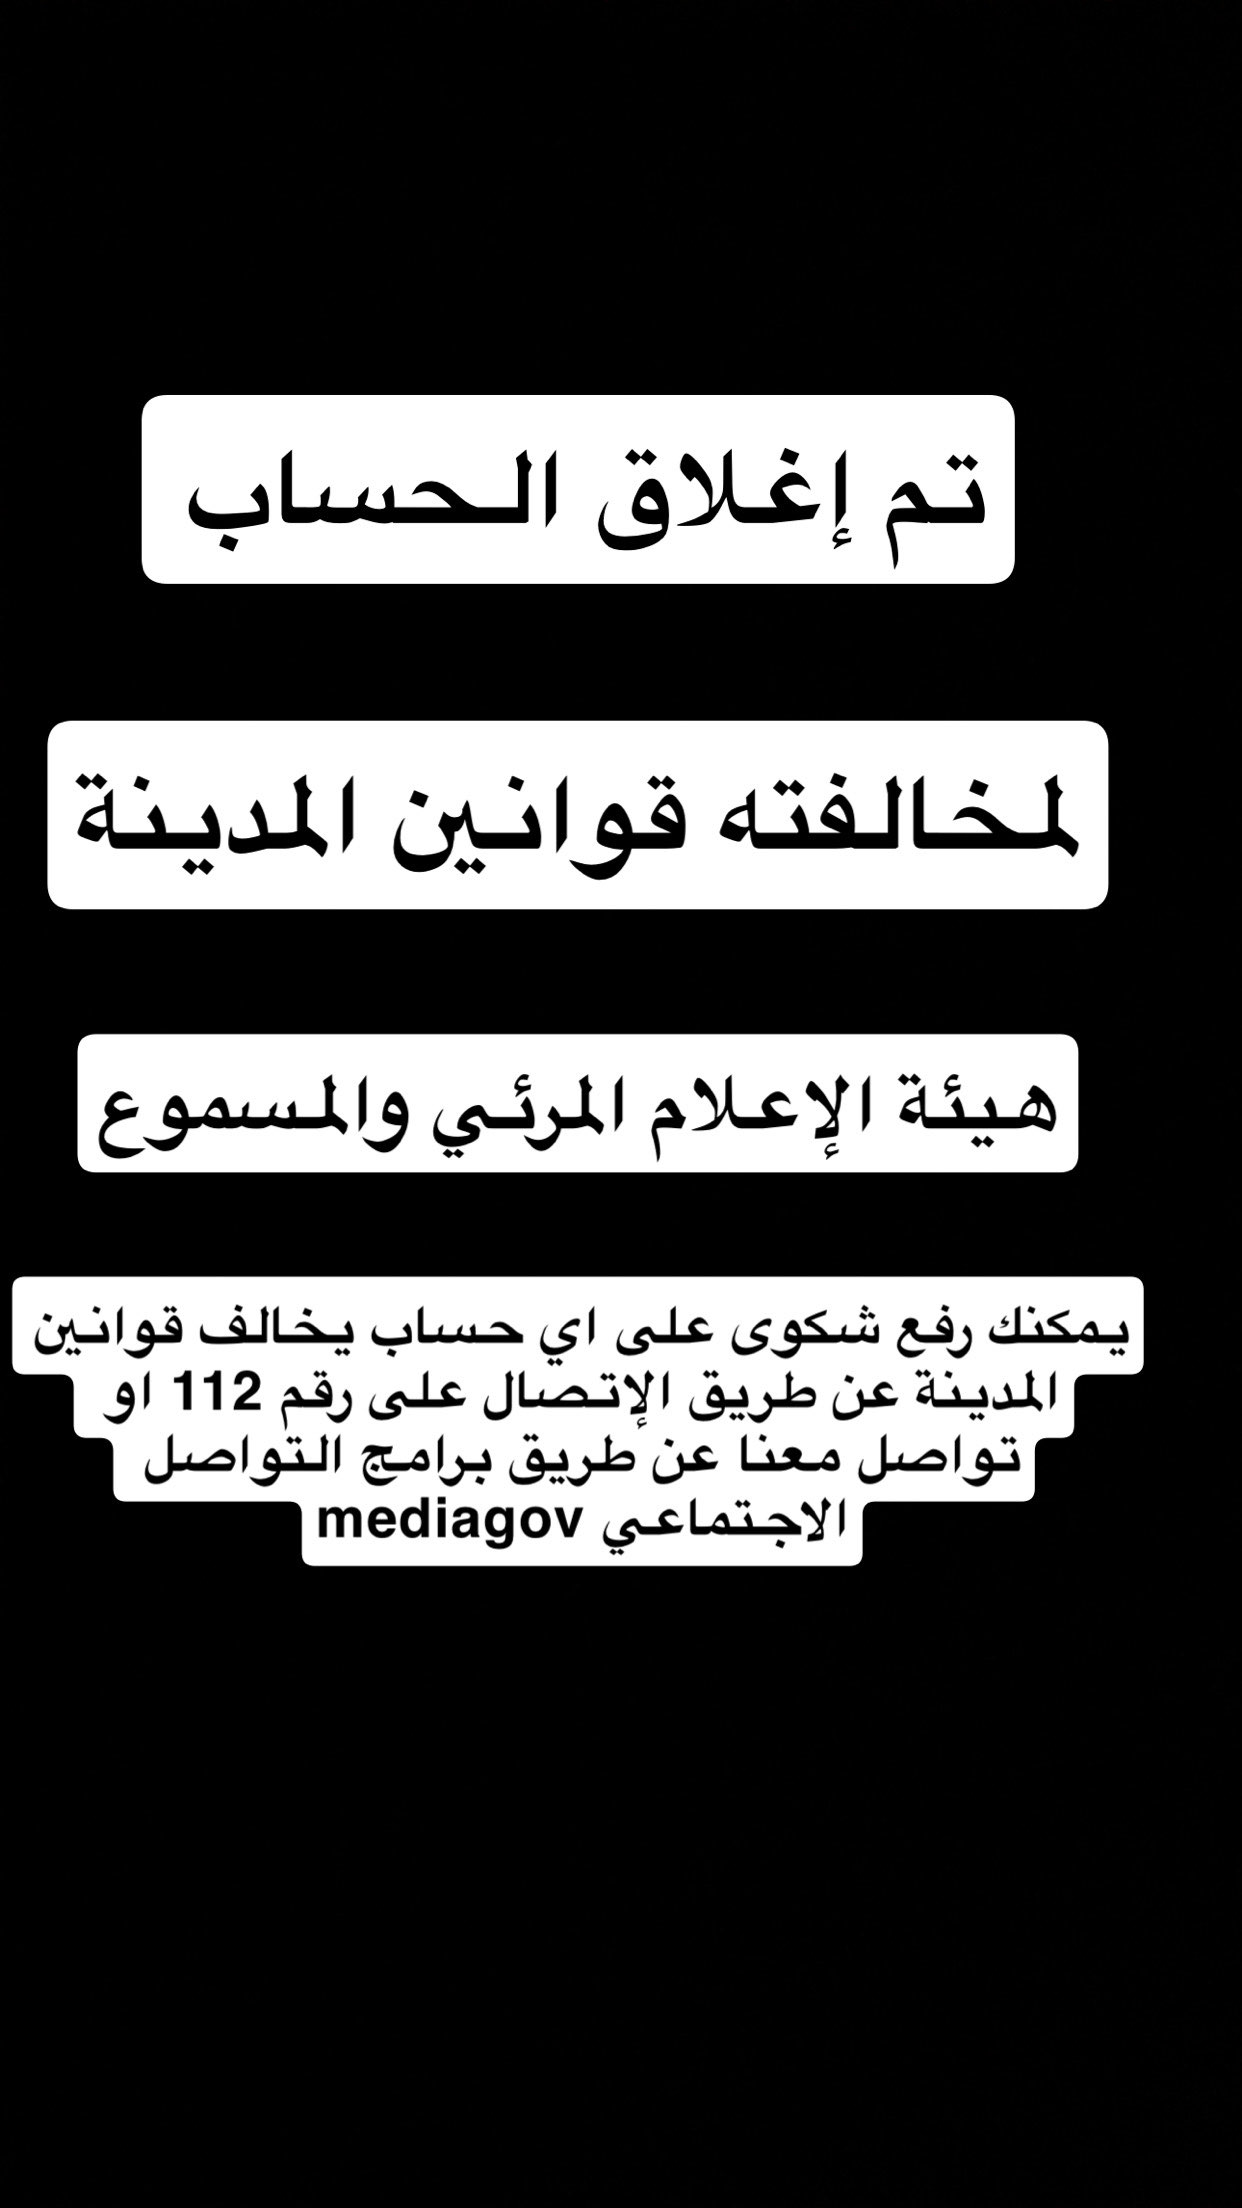 تم إغلاق الحساب
لمخالفته قوانين المدينة
هيئة الإعلام المرئي والمسموع
يمكنك رفع شكوى على اي حساب يخالف قوانين
المدينة عن طريق الإتصال على رقم 112 او
تواصل معنا عن طريق برامج التواصل
الاجتماعي mediagov